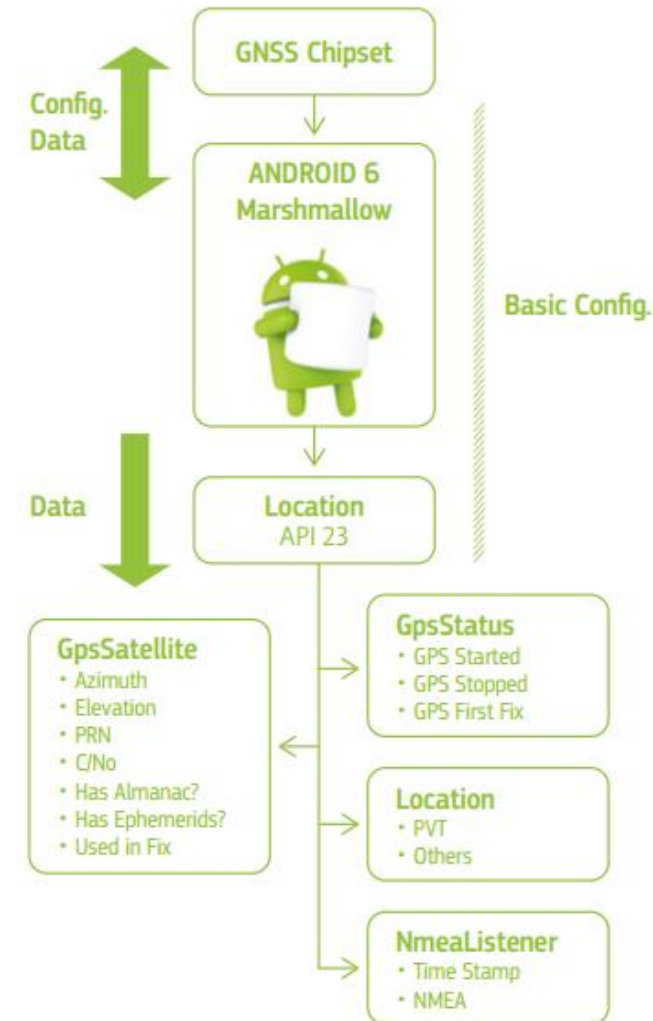 GNSS Chipset
Config.
Data
ANDROID 6
Marshmallow
Basic Config.
Data
Location
API 23
GpsSatellite
• Azimuth
• Elevation
• PRN
• C/No
• Has Almanac?
• Has Ephemerids?
• Used in Fix
GpsStatus
• GPS Started
• GPS Stopped
• GPS First Fix
Location
• PVT
• Others
NmeaListener
• Time Stamp
• NMEA